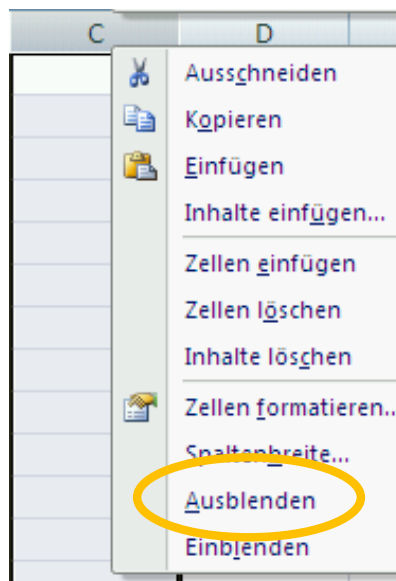 C D
Ausschneiden
Kopieren
Einfügen
Inhalte einfügen...
Zellen einfügen
Zellen löschen
Inhalte löschen
Zellen formatieren..
Spaltenbreite...
Ausblenden
Einblenden